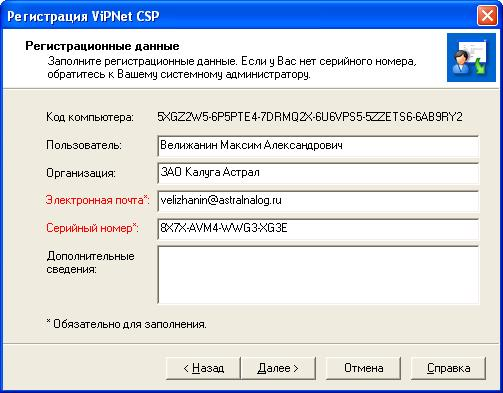 Регистрация ViPNet CSP
Регистрационные данные
Заполните регистрационные данные. Если у Вас нет серийного номера,
обратитесь к Вашему системному администратору.
Код компьютера: 5XGZ2W5-6P5PTE4-7DRMQ2X-6U6VPS5-5ZZETS6-6AB9RY2
Пользователь: Велижанин Максим Александрович
Организация: ЗАО Калуга Астрал
Электронная почта*: velizhanin@astralnalog.ru
Серийный номер*: 8X7X-AVM4-WWG3-XG3E
Дополнительные
сведения:
* Обязательно для заполнения.
< Назад Далее > Отмена Справка